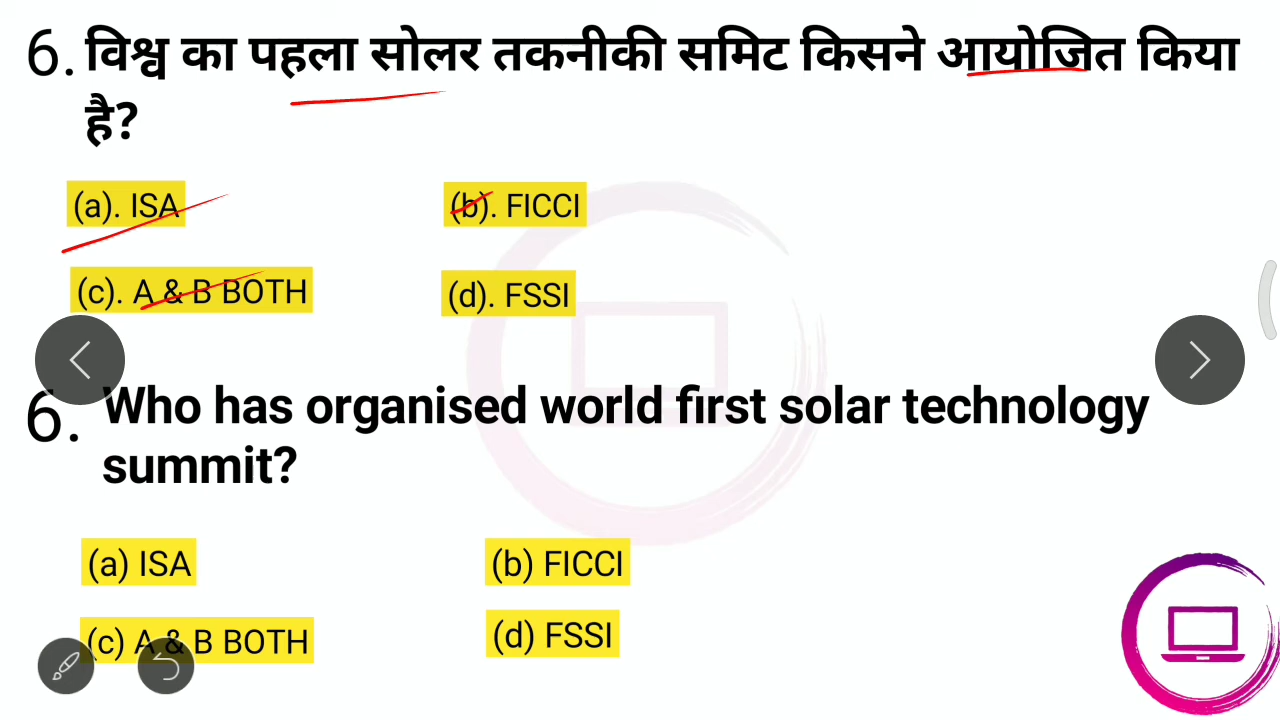 6. विश्व का पहला सोलर तकनीकी समिट किसने आयोजित किया
है?
(a). ISA
(b). FICCI
(c). A & B BOTH
(d). FSSI
6. Who has organised world first solar technology
summit?
(a) ISA
(b) FICCI
(c) A & B BOTH
(d) FSSI